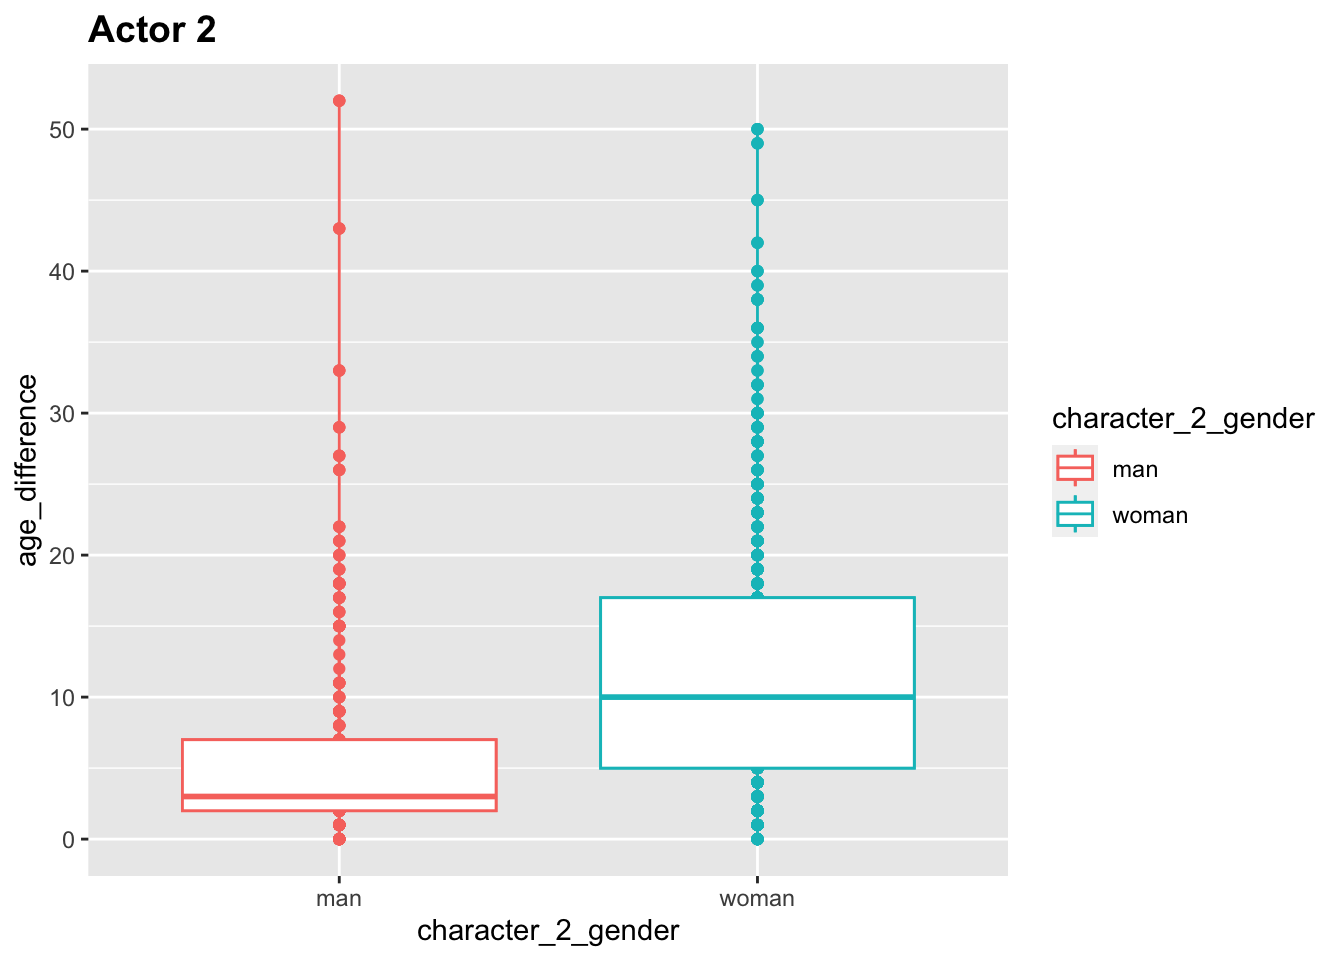 Actor 2
age_difference
50
40
30
20
10
0
man
woman
character_2_gender
character_2_gender
man
woman